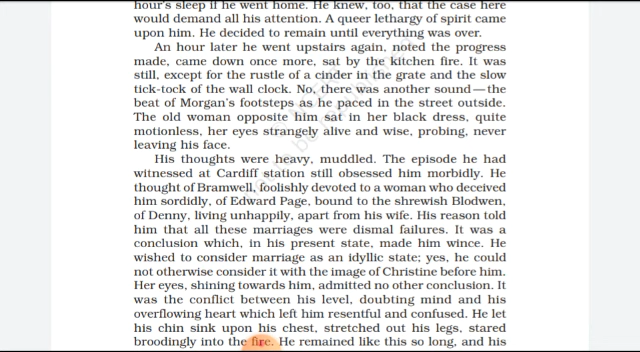 hour's sleep if he went home. He knew, too, that the case here
would demand all his attention. A queer lethargy of spirit came
upon him. He decided to remain until everything was over.
An hour later he went upstairs again, noted the progress
made, came down once more, sat by the kitchen fire. It was
still, except for the rustle of a cinder in the grate and the slow
tick-tock of the wall clock. No, there was another sound—the
beat of Morgan's footsteps as he paced in the street outside.
The old woman opposite him sat in her black dress, quite
motionless, her eyes strangely alive and wise, probing, never
leaving his face.
His thoughts were heavy, muddled. The episode he had
witnessed at Cardiff station still obsessed him morbidly. He
thought of Bramwell, foolishly devoted to a woman who deceived
him sordidly, of Edward Page, bound to the shrewish Blodwen,
of Denny, living unhappily, apart from his wife. His reason told
him that all these marriages were dismal failures. It was a
conclusion which, in his present state, made him wince. He
wished to consider marriage as an idyllic state; yes, he could
not otherwise consider it with the image of Christine before him.
Her eyes, shining towards him, admitted no other conclusion. It
was the conflict between his level, doubting mind and his
overflowing heart which left him resentful and confused. He let
his chin sink upon his chest, stretched out his legs, stared
broodingly into the fire. He remained like this so long, and his